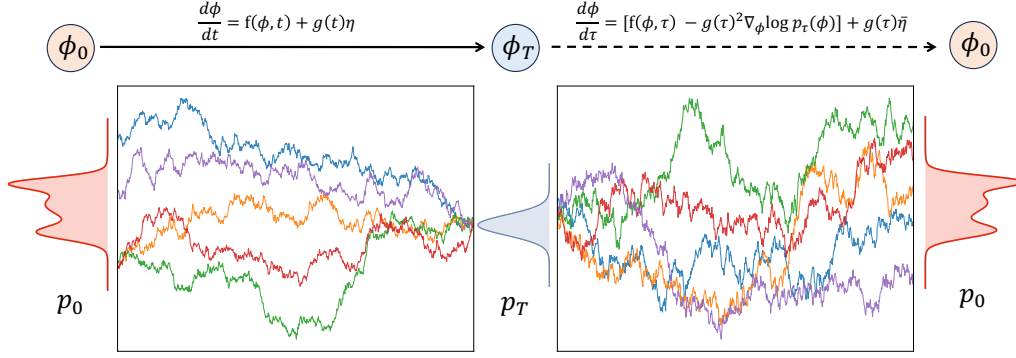 dϕ/dt = f(ϕ, t) + g(t)η
dϕ/dτ = [f(ϕ, τ) − g(τ)²∇ϕ log pτ(ϕ)] + g(τ)η̄
ϕ₀
ϕT
ϕ₀
p₀
pT
p₀